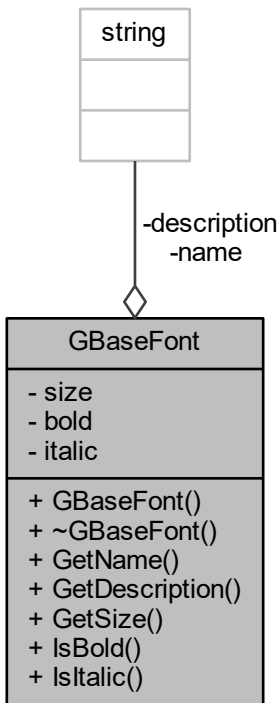 string
-description
-name
GBaseFont
- size
- bold
- italic
+ GBaseFont()
+ ~GBaseFont()
+ GetName()
+ GetDescription()
+ GetSize()
+ IsBold()
+ IsItalic()